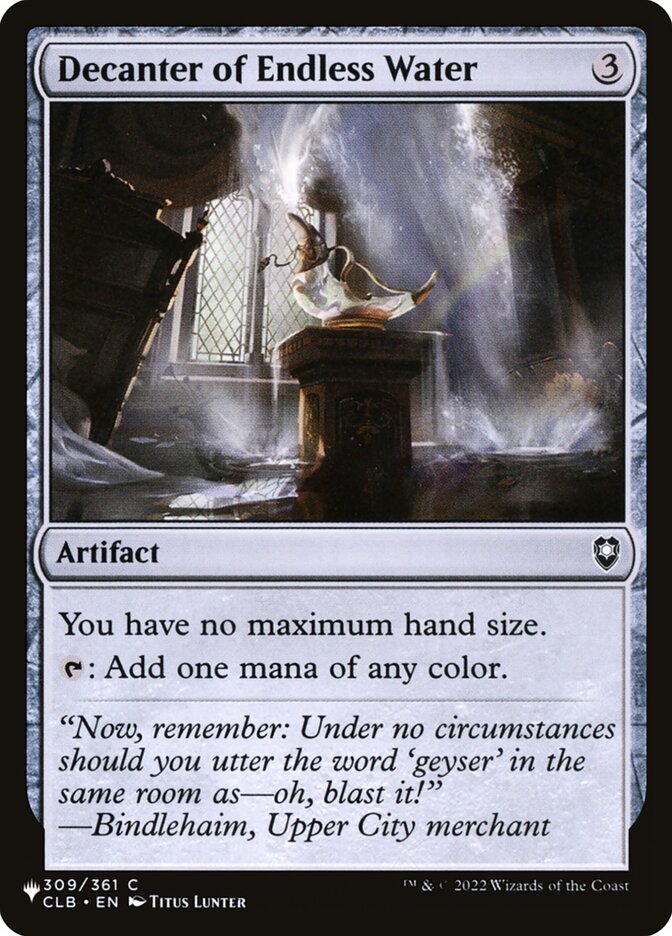 Decanter of Endless Water 3
Artifact
You have no maximum hand size.
: Add one mana of any color.
“Now, remember: Under no circumstances
should you utter the word ‘geyser’ in the
same room as—oh, blast it!”
—Bindlehaim, Upper City merchant
309/361 C
CLB • EN Titus Lunter
™ & © 2022 Wizards of the Coast